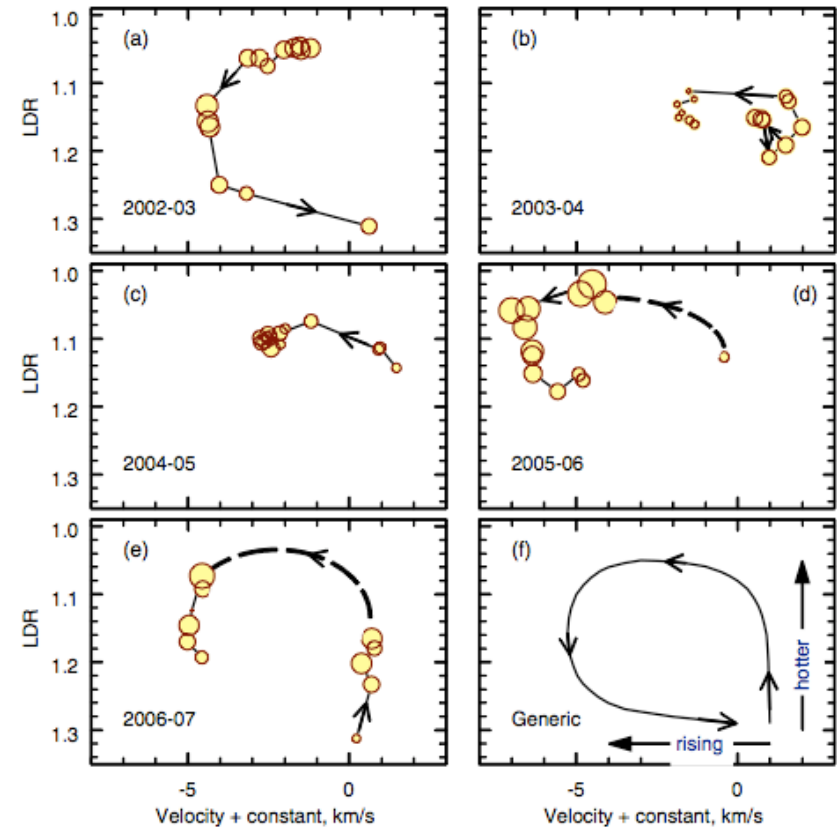 (a)
LDR
1.0
1.1
1.2
1.3
2002-03
(b)
2003-04
(c)
LDR
1.0
1.1
1.2
1.3
2004-05
(d)
2005-06
(e)
LDR
1.0
1.1
1.2
1.3
2006-07
-5
0
Velocity + constant, km/s
(f)
hotter
Generic
rising
-5
0
Velocity + constant, km/s